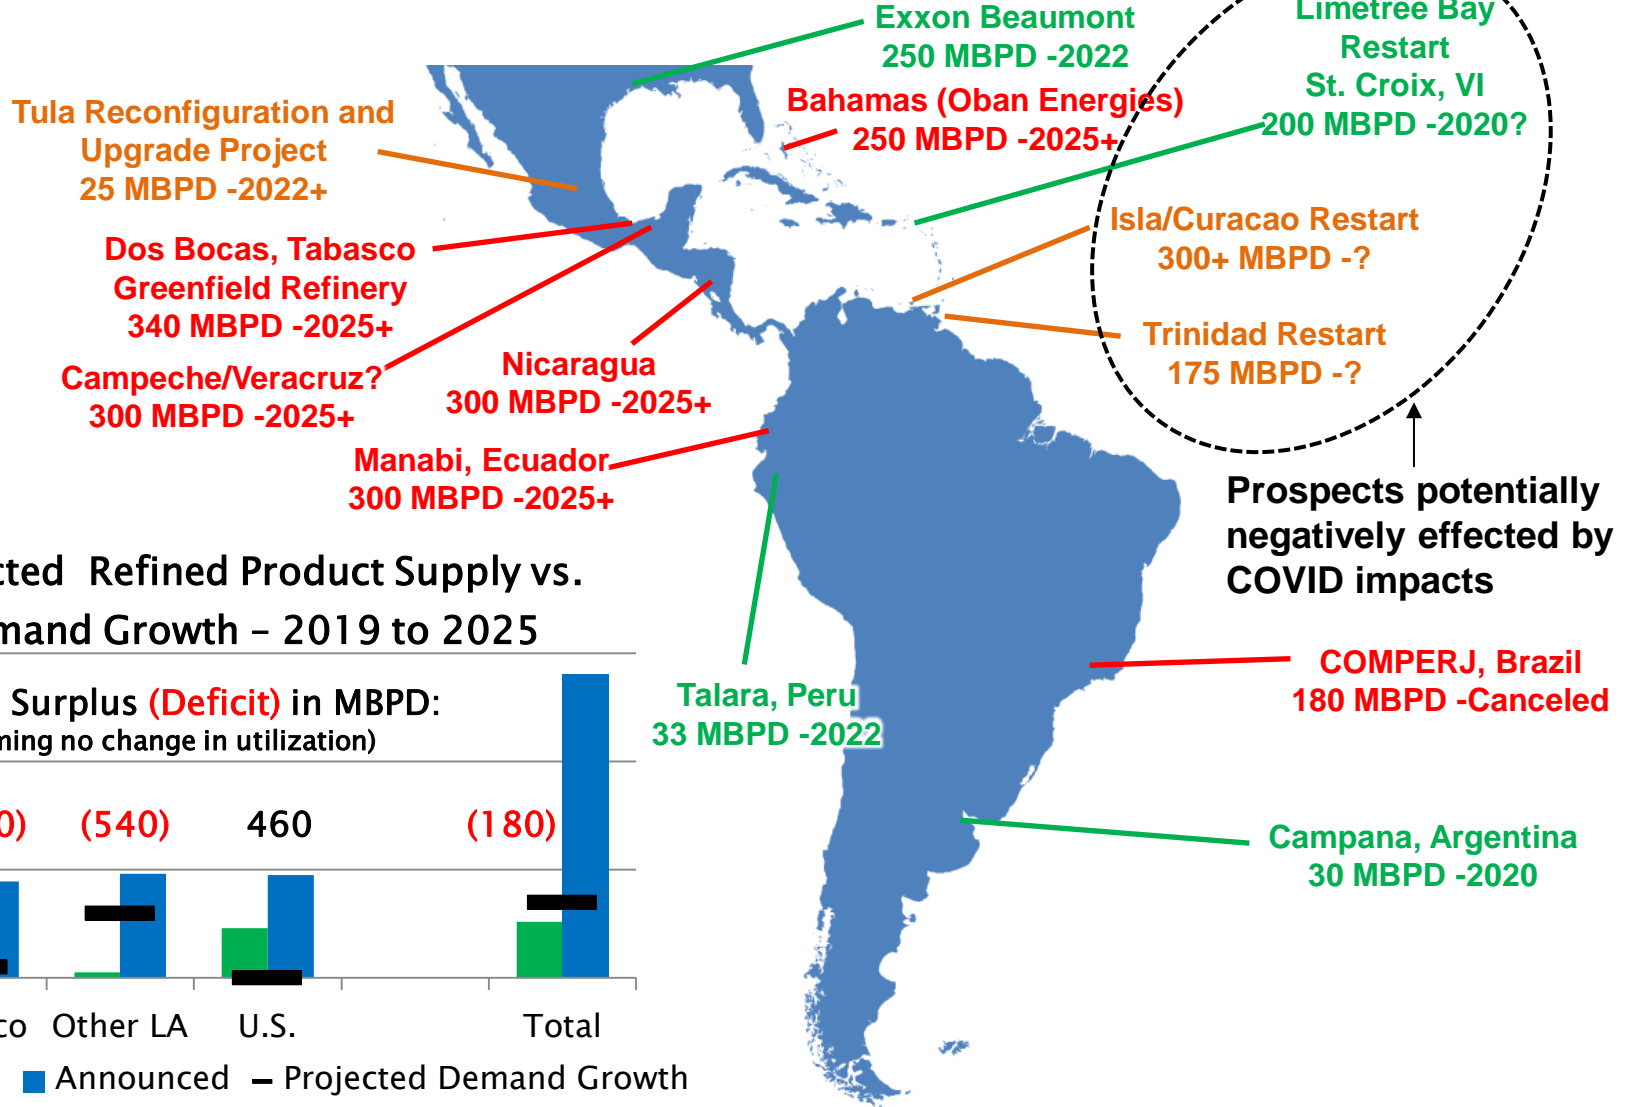 Exxon Beaumont
250 MBPD -2022
Limetree Bay
Restart
St. Croix, VI
200 MBPD -2020?
Bahamas (Oban Energies)
250 MBPD -2025+
Tula Reconfiguration and
Upgrade Project
25 MBPD -2022+
Isla/Curacao Restart
300+ MBPD -?
Dos Bocas, Tabasco
Greenfield Refinery
340 MBPD -2025+
Trinidad Restart
175 MBPD -?
Campeche/Veracruz?
300 MBPD -2025+
Nicaragua
300 MBPD -2025+
Manabi, Ecuador
300 MBPD -2025+
Prospects potentially
negatively effected by
COVID impacts
COMPERJ, Brazil
180 MBPD -Canceled
Talara, Peru
33 MBPD -2022
Campana, Argentina
30 MBPD -2020
Refined Product Supply vs.
Growth – 2019 to 2025
Surplus (Deficit) in MBPD:
no change in utilization)
(540) 460 (180)
Other LA U.S. Total
Announced Projected Demand Growth